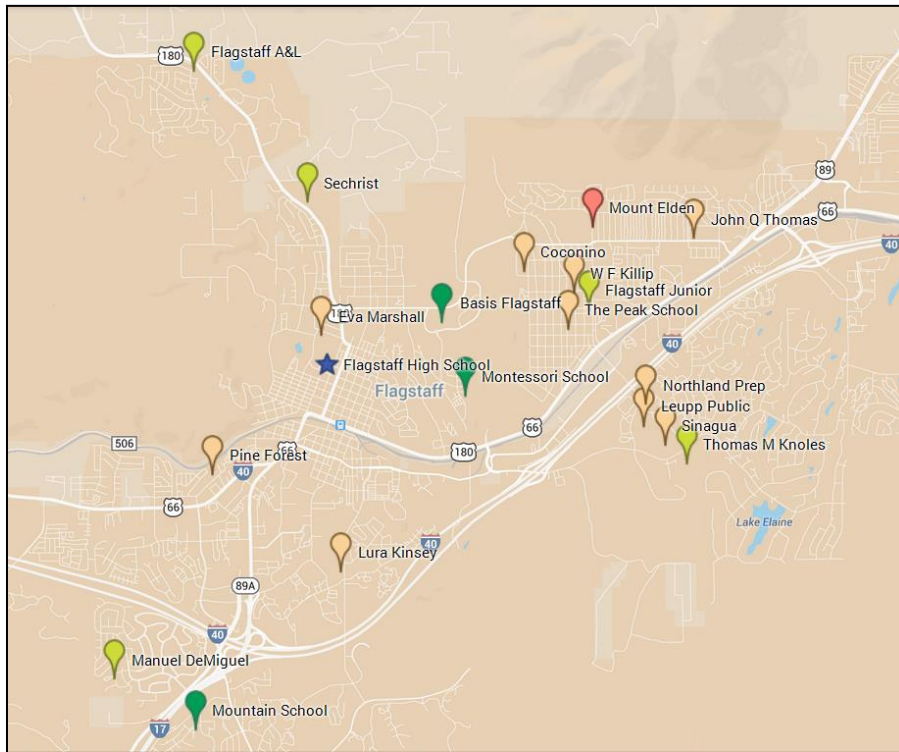 180
Flagstaff A&L
89
Sechrist
66
Mount Elden
John Q Thomas
40
Coconino
W F Killip
Flagstaff Junior
Basis Flagstaff
The Peak School
180
Eva Marshall
40
Flagstaff High School
Montessori School
Flagstaff
Northland Prep
Leupp Public
Sinagua
66
506
Pine Forest
66
180
Thomas M Knoles
40
66
Lake Elaine
40
Lura Kinsey
89A
40
Manuel DeMiguel
Mountain School
17